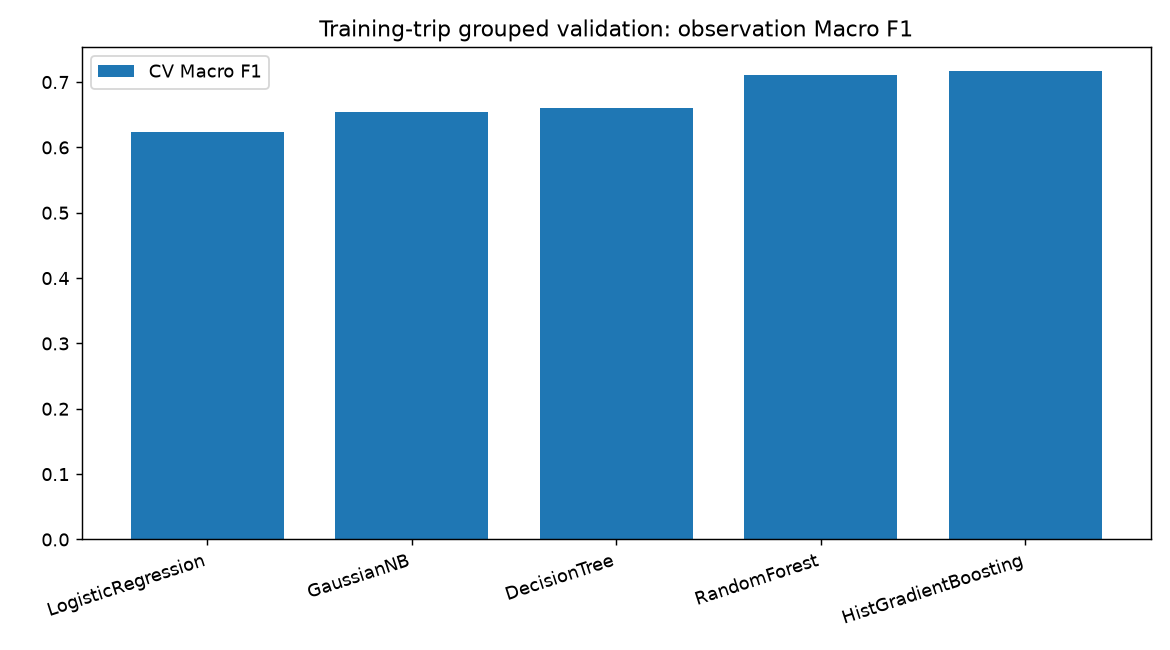 Training-trip grouped validation: observation Macro F1
CV Macro F1
0.7
0.6
0.5
0.4
0.3
0.2
0.1
0.0
LogisticRegression
GaussianNB
DecisionTree
RandomForest
HistGradientBoosting